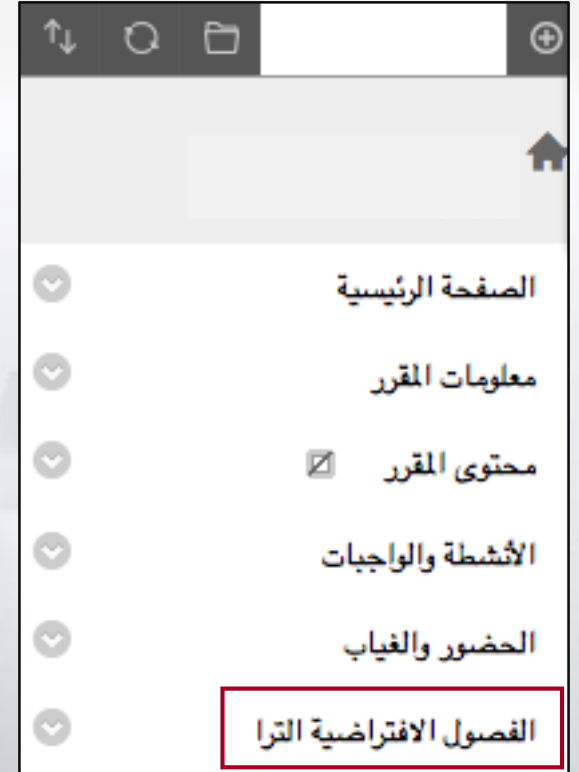 الصفحة الرئيسية
معلومات المقرر
محتوى المقرر
الأنشطة والواجبات
الحضور والغياب
الفصول الافتراضية الترا